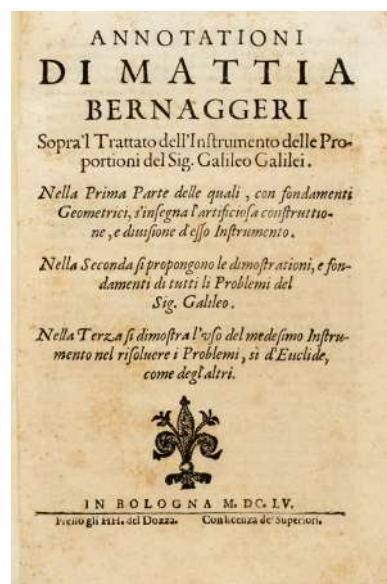 ANNOTATIONI
DI MATTIA
BERNAGGERI
Sopra'l Trattato dell'Inſtrumento delle Pro-
portioni del Sig. Galileo Galilei.
Nella Prima Parte delle quali, con fondamenti
Geometrici, s'inſegna l'artificioſa conſtruttio-
ne, e diuiſione d'eſſo Inſtrumento.
Nella Seconda ſi propongono le dimoſtrationi, e fon-
damenti di tutti li Problemi del
Sig. Galileo.
Nella Terza ſi dimoſtra l'vſo del medeſimo Inſtru-
mento nel riſoluere i Problemi, sì d'Euclide,
come degl'altri.
IN BOLOGNA M. DC. LV.
Preſſo gli HH. del Dozza. Con licenza de' Superiori.